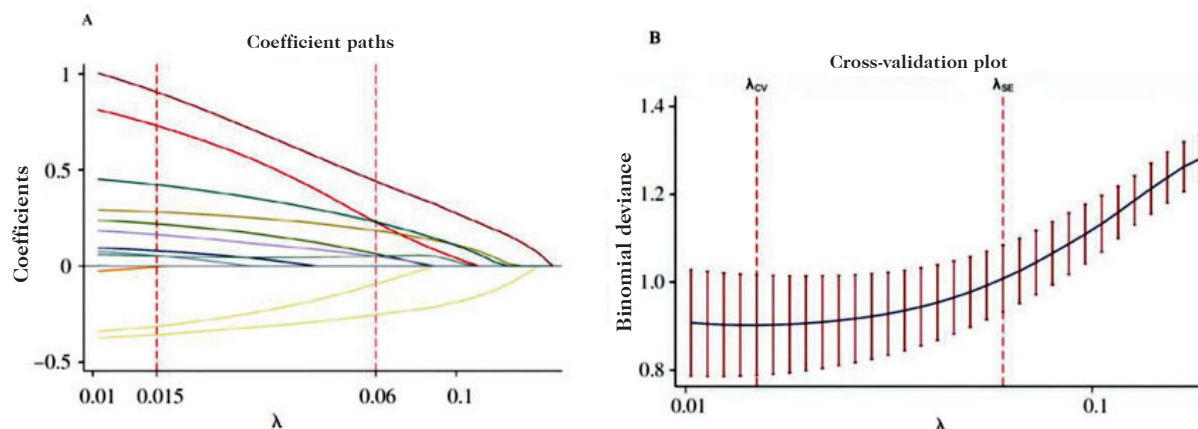 A
Coefficient paths
Coefficients
1
0.5
0
−0.5
0.01 0.015 0.06 0.1
λ
B
Cross-validation plot
λCV λSE
Binomial deviance
1.4
1.2
1.0
0.8
0.01 0.1
λ